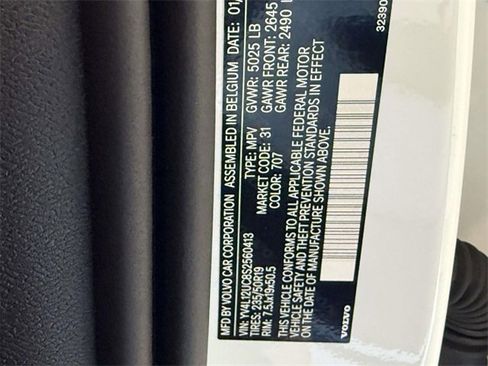 MFD BY VOLVO CAR CORPORATION ASSEMBLED IN BELGIUM DATE: 01
GVWR: 5025 LB
GAWR FRONT: 2645
GAWR REAR: 2490
TYPE: MPV
MARKET CODE: 31
COLOR: 707
VIN: YV4L12UC8S2560413
TIRES: 235/50R19
RIM: 7.5Jx19x50.5
THIS VEHICLE CONFORMS TO ALL APPLICABLE FEDERAL MOTOR
VEHICLE SAFETY AND THEFT PREVENTION STANDARDS IN EFFECT
ON THE DATE OF MANUFACTURE SHOWN ABOVE.
VOLVO
32390